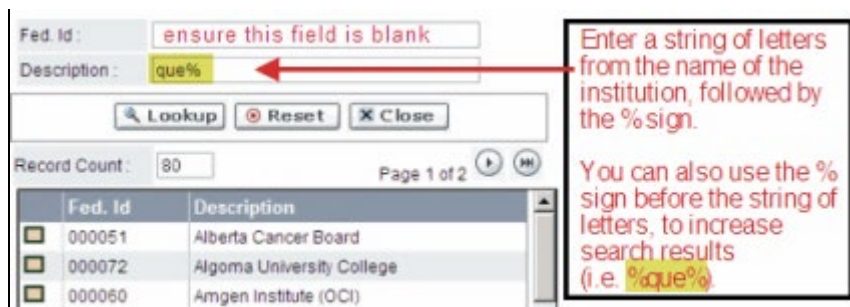 Fed. Id : ensure this field is blank
Description : que%
Lookup Reset Close
Record Count : 80 Page 1 of 2
Fed. Id Description
000051 Alberta Cancer Board
000072 Algoma University College
000060 Amgen Institute (OCI)
Enter a string of letters
from the name of the
institution, followed by
the % sign.
You can also use the %
sign before the string of
letters, to increase
search results
(i.e. %que%).